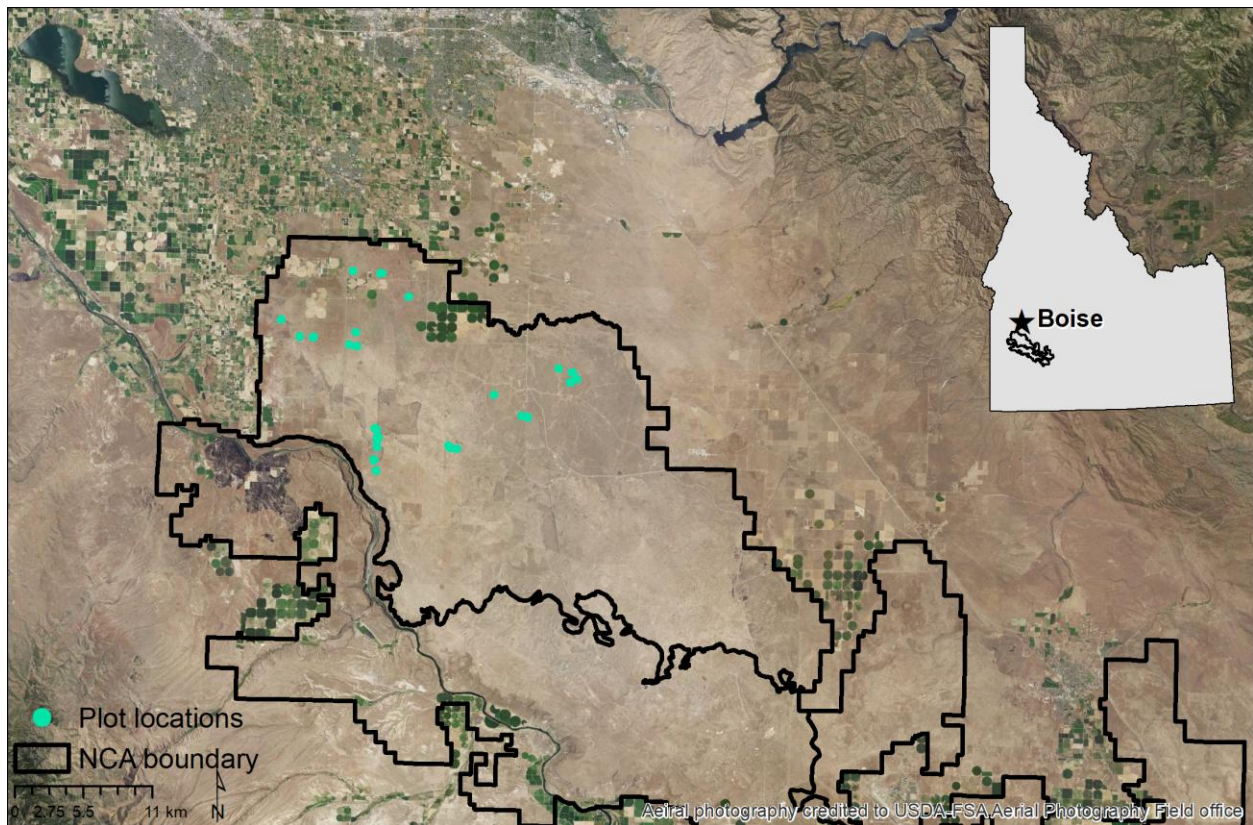 ★ Boise
Plot locations
NCA boundary
0 2.75 5.5 11 km N
Aeiral photography credited to USDA-FSA Aerial Photography Field office